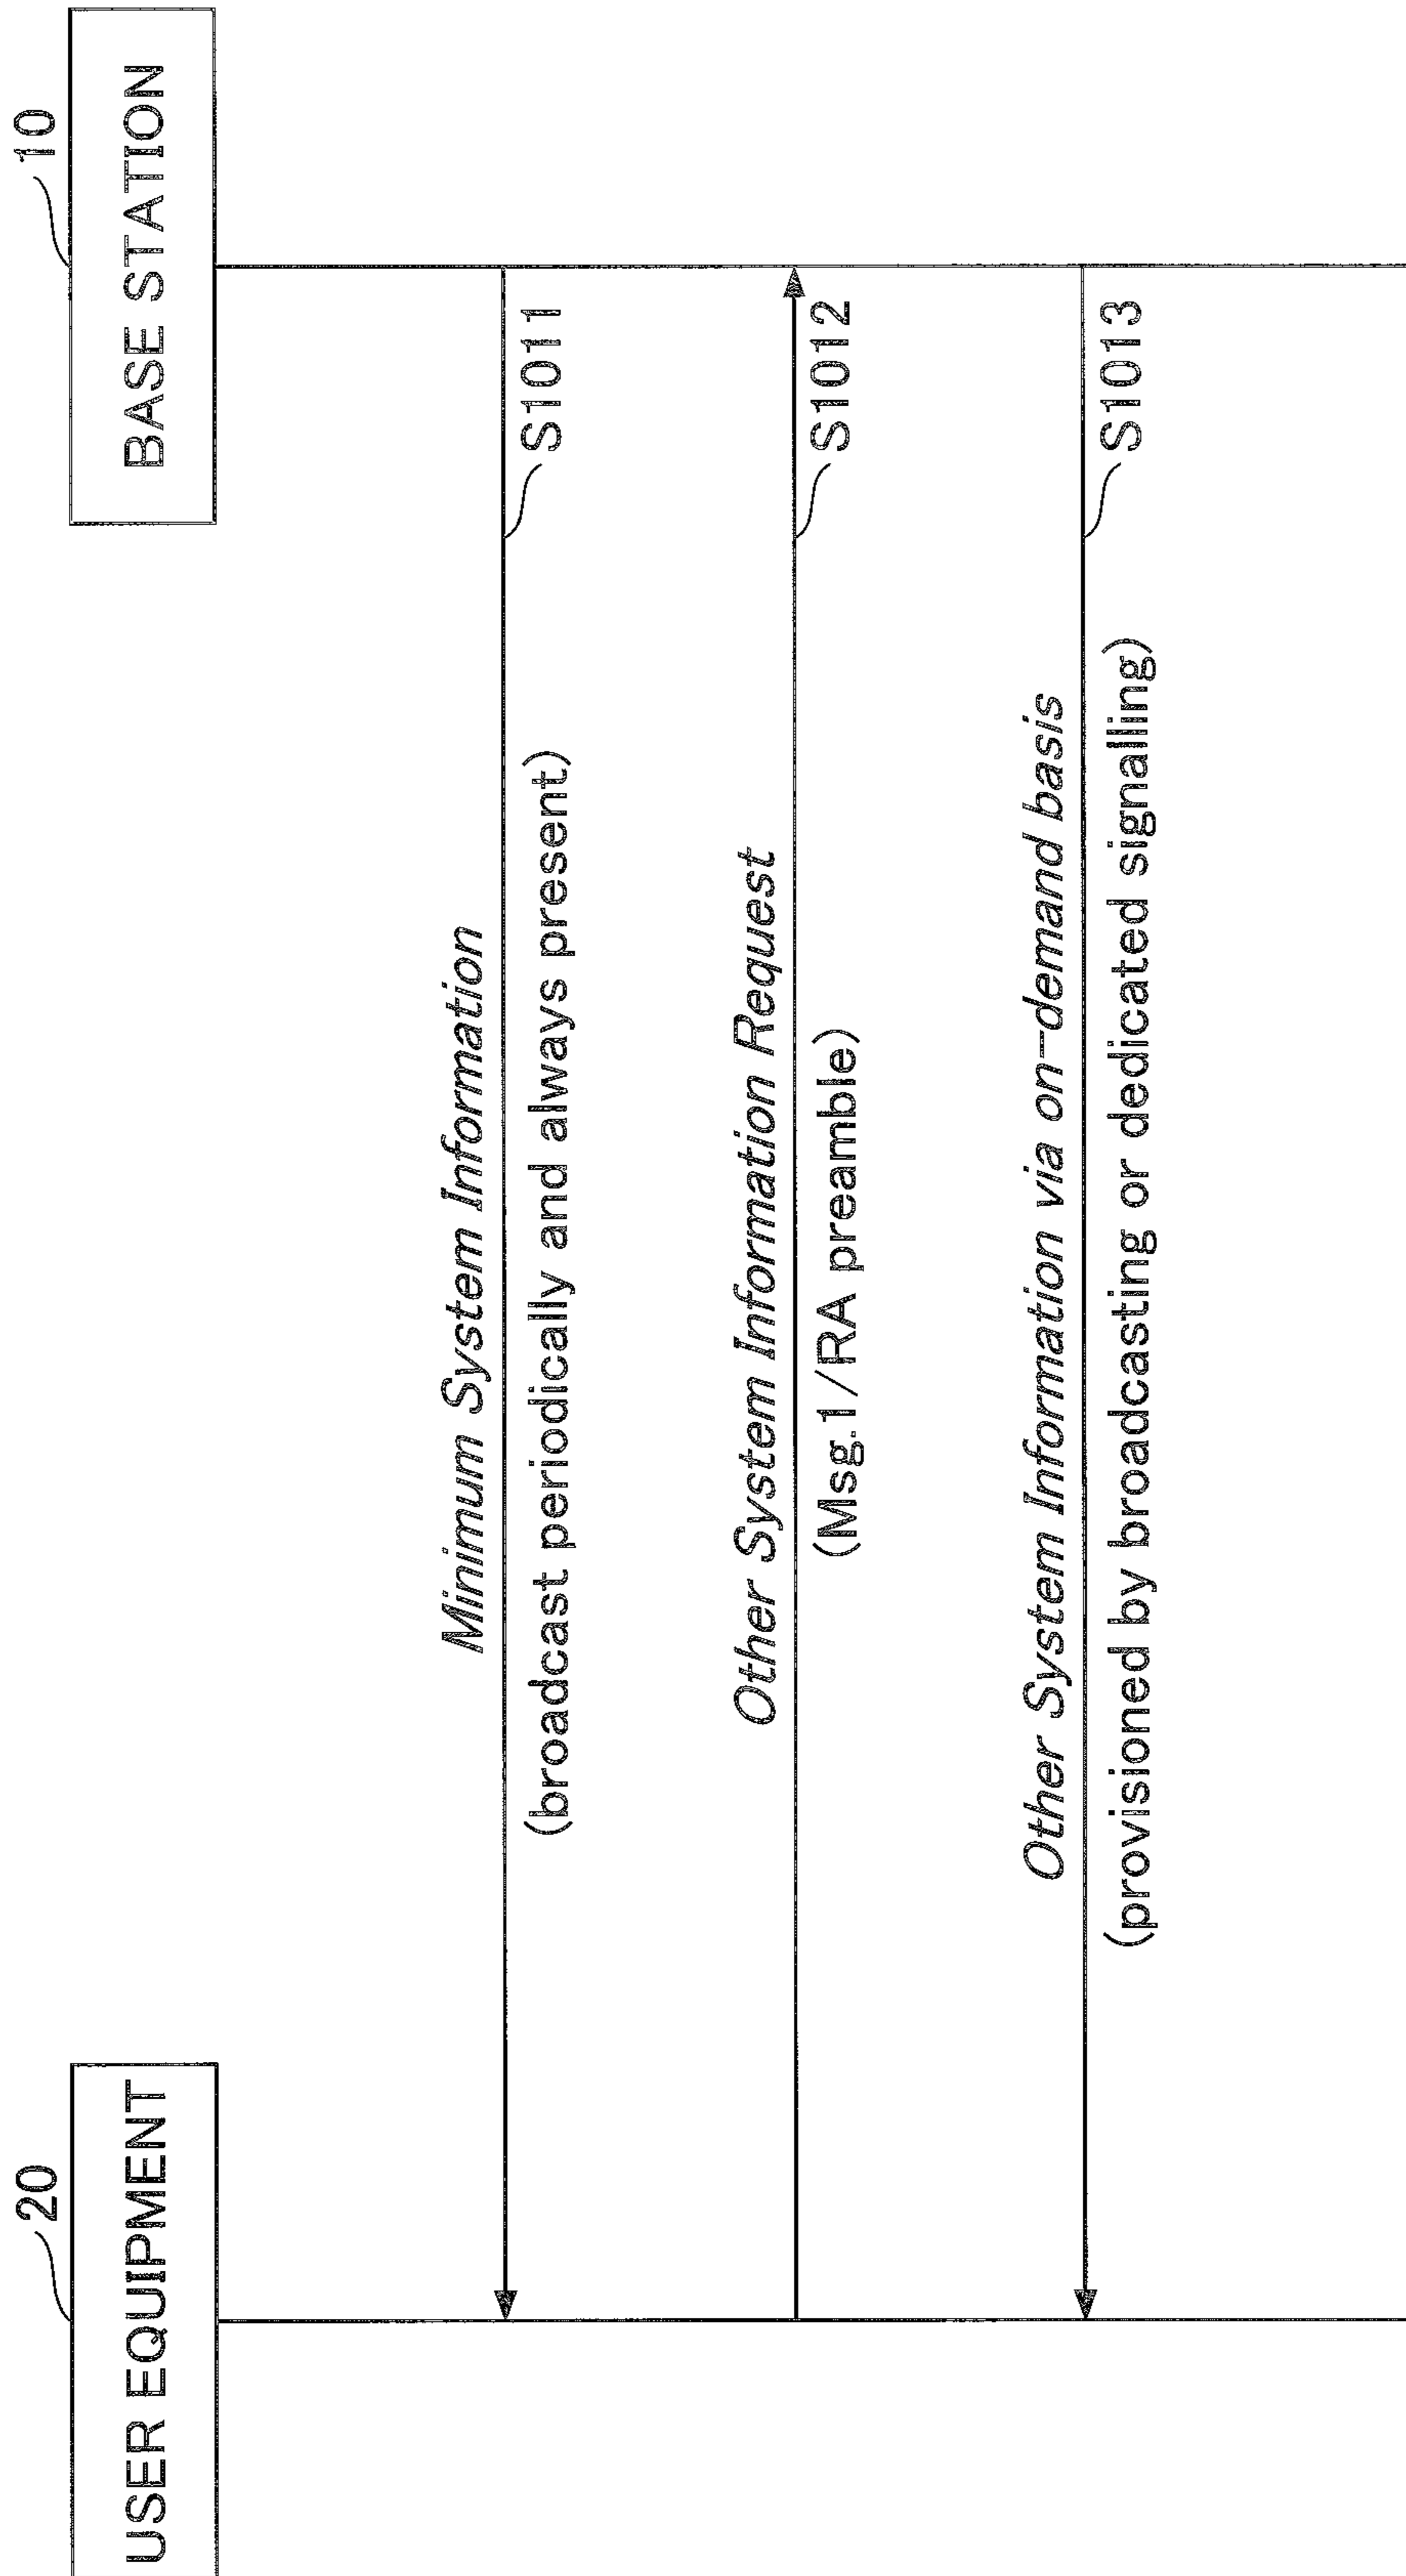 20
10
USER EQUIPMENT
BASE STATION
Minimum System Information
(broadcast periodically and always present)
S1011
Other System Information Request
(Msg.1/RA preamble)
S1012
Other System Information via on-demand basis
(provisioned by broadcasting or dedicated signalling)
S1013